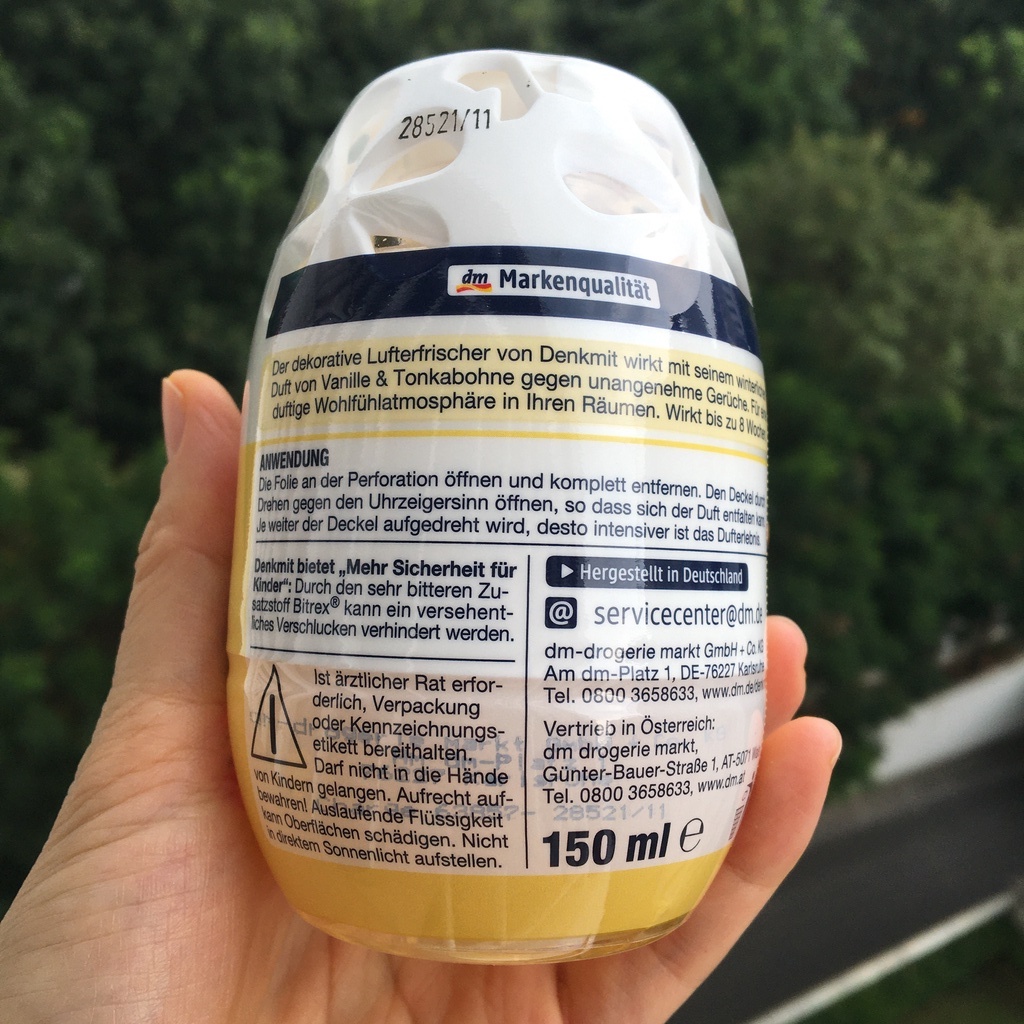 28521/11
dm Markenqualität
Der dekorative Lufterfrischer von Denkmit wirkt mit seinem
Duft von Vanille & Tonkabohne gegen unangenehme Gerüche. Für
duftige Wohlfühlatmosphäre in Ihren Räumen. Wirkt bis zu 8 Wochen
ANWENDUNG
Die Folie an der Perforation öffnen und komplett entfernen. Den Deckel durch
Drehen gegen den Uhrzeigersinn öffnen, so dass sich der Duft entfalten kann
Je weiter der Deckel aufgedreht wird, desto intensiver ist das Dufterlebnis.
Denkmit bietet „Mehr Sicherheit für
Kinder": Durch den sehr bitteren Zu-
satzstoff Bitrex® kann ein versehent-
liches Verschlucken verhindert werden.
Ist ärztlicher Rat erfor-
derlich, Verpackung
oder Kennzeichnungs-
etikett bereithalten.
Darf nicht in die Hände
von Kindern gelangen. Aufrecht auf-
bewahren! Auslaufende Flüssigkeit
kann Oberflächen schädigen. Nicht
in direktem Sonnenlicht aufstellen.
Hergestellt in Deutschland
@ servicecenter@dm.de
dm-drogerie markt GmbH + Co. KG
Am dm-Platz 1, DE-76227 Karlsruhe
Tel. 0800 3658633, www.dm.de/
Vertrieb in Österreich:
dm drogerie markt,
Günter-Bauer-Straße 1, AT-5071
Tel. 0800 3658633, www.dm.at
28521/11
150 ml ℮